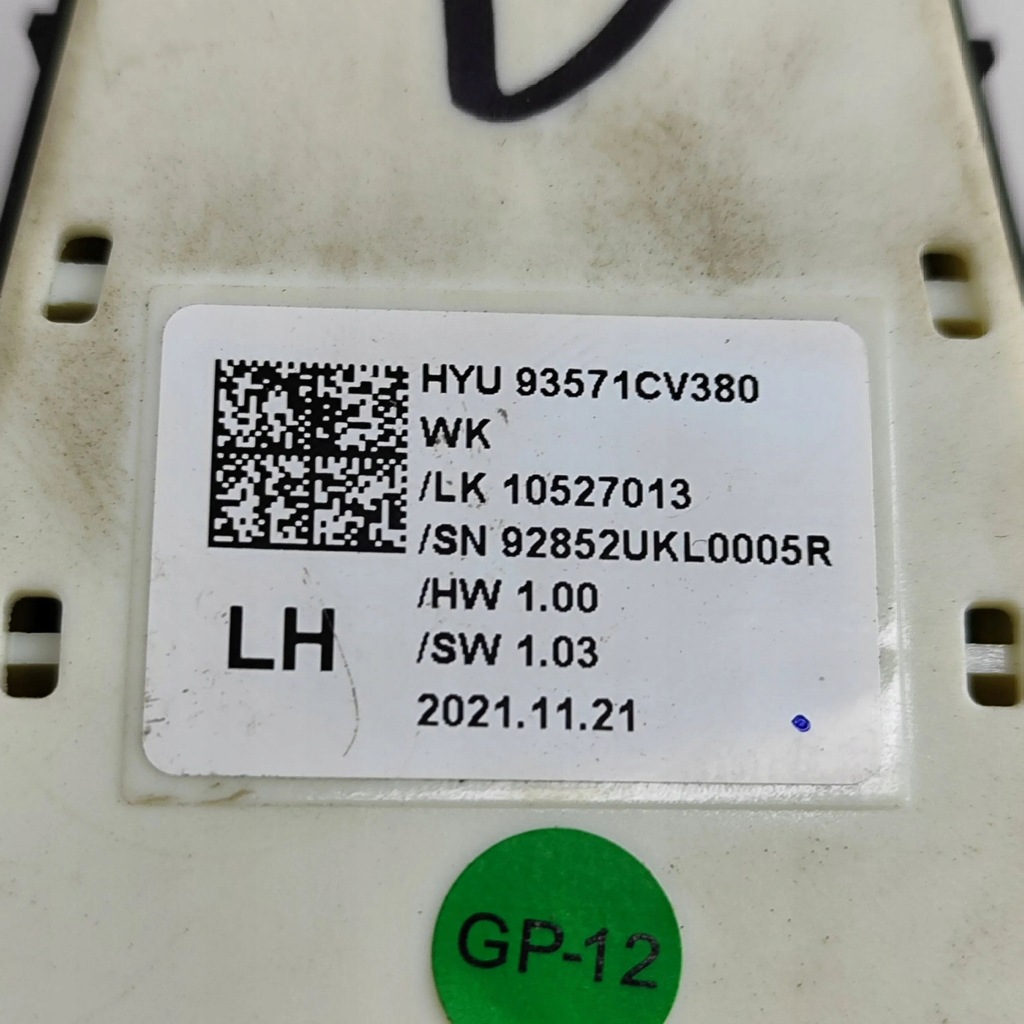 HYU 93571CV380
WK
/LK 10527013
/SN 92852UKL0005R
/HW 1.00
LH
/SW 1.03
2021.11.21
GP-12